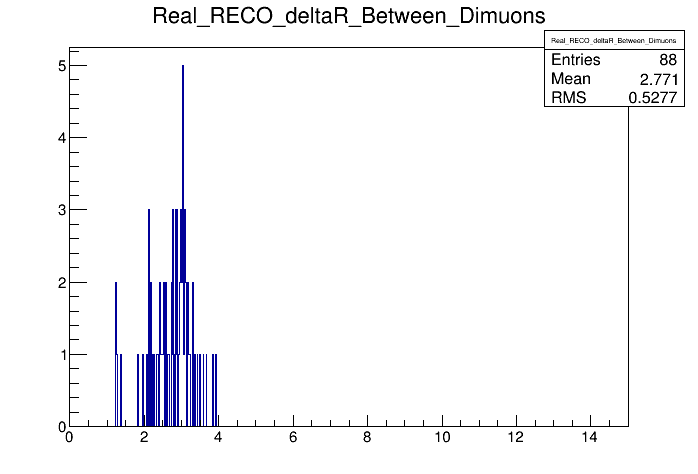 Real_RECO_deltaR_Between_Dimuons
Real_RECO_deltaR_Between_Dimuons
Entries 88
Mean 2.771
RMS 0.5277
5
4
3
2
1
0
0 2 4 6 8 10 12 14